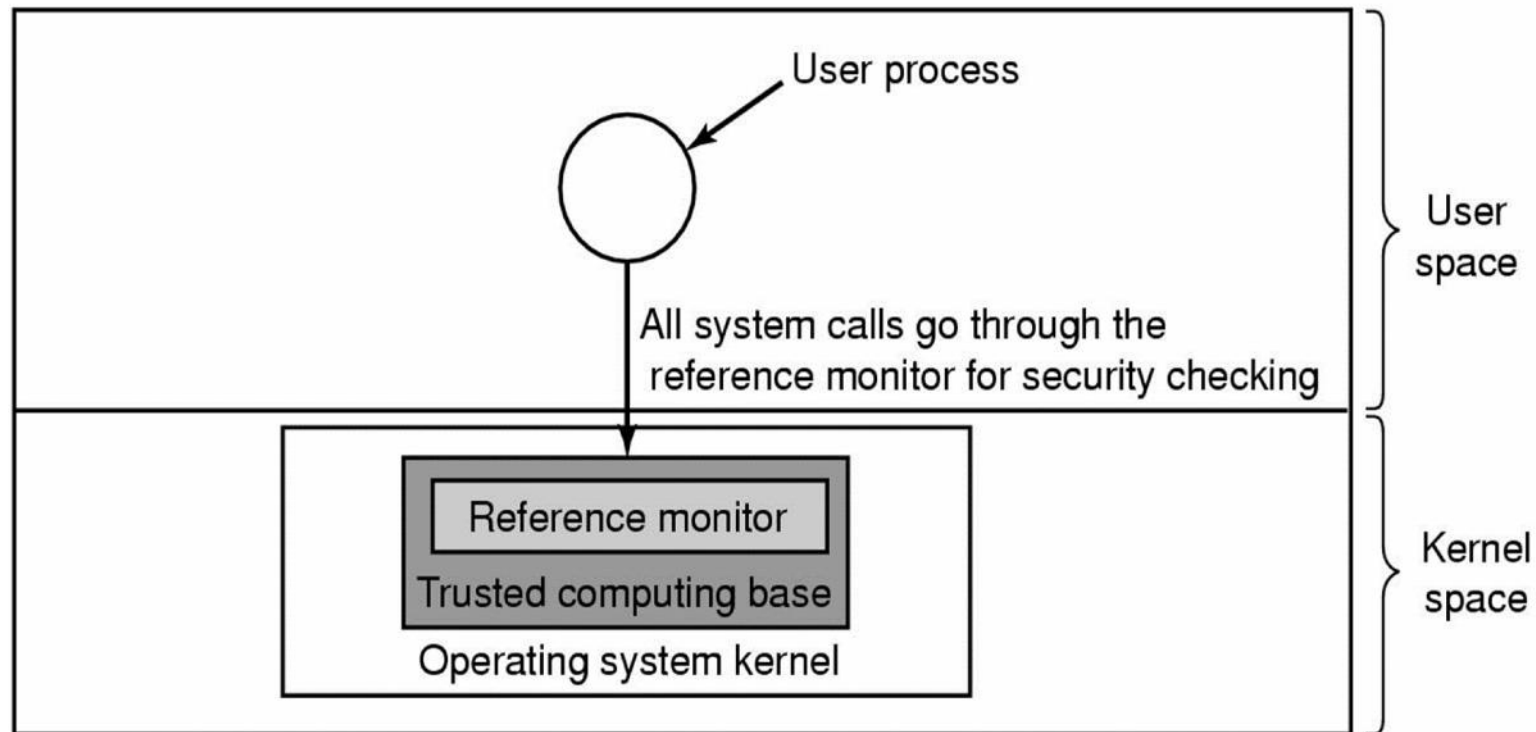 User process
User
space
All system calls go through the
reference monitor for security checking
Reference monitor
Trusted computing base
Operating system kernel
Kernel
space